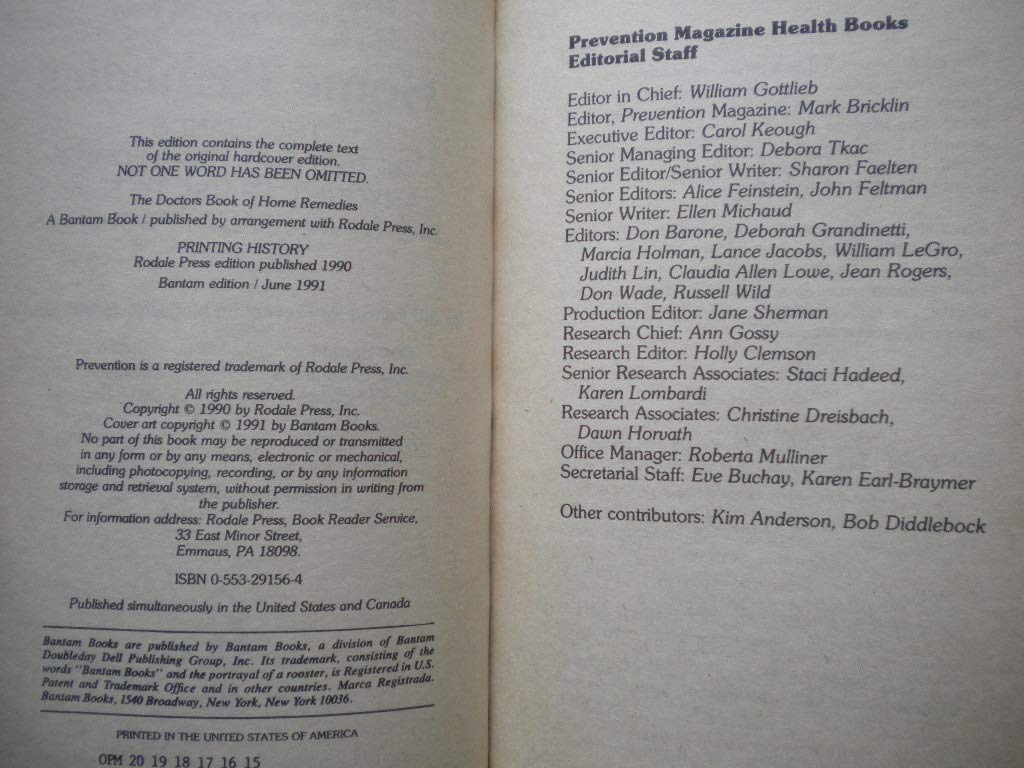 This edition contains the complete text
of the original hardcover edition.
NOT ONE WORD HAS BEEN OMITTED.
The Doctors Book of Home Remedies
A Bantam Book / published by arrangement with Rodale Press, Inc.
PRINTING HISTORY
Rodale Press edition published 1990
Bantam edition / June 1991
Prevention is a registered trademark of Rodale Press, Inc.
All rights reserved.
Copyright © 1990 by Rodale Press, Inc.
Cover art copyright © 1991 by Bantam Books.
No part of this book may be reproduced or transmitted
in any form or by any means, electronic or mechanical,
including photocopying, recording, or by any information
storage and retrieval system, without permission in writing from
the publisher.
For information address: Rodale Press, Book Reader Service,
33 East Minor Street,
Emmaus, PA 18098.
ISBN 0-553-29156-4
Published simultaneously in the United States and Canada
Bantam Books are published by Bantam Books, a division of Bantam
Doubleday Dell Publishing Group, Inc. Its trademark, consisting of the
words "Bantam Books" and the portrayal of a rooster, is Registered in U.S.
Patent and Trademark Office and in other countries. Marca Registrada.
Bantam Books, 1540 Broadway, New York, New York 10036.
PRINTED IN THE UNITED STATES OF AMERICA
OPM 20 19 18 17 16 15
Prevention Magazine Health Books
Editorial Staff
Editor in Chief: William Gottlieb
Editor, Prevention Magazine: Mark Bricklin
Executive Editor: Carol Keough
Senior Managing Editor: Debora Tkac
Senior Editor/Senior Writer: Sharon Faelten
Senior Editors: Alice Feinstein, John Feltman
Senior Writer: Ellen Michaud
Editors: Don Barone, Deborah Grandinetti,
Marcia Holman, Lance Jacobs, William LeGro,
Judith Lin, Claudia Allen Lowe, Jean Rogers,
Don Wade, Russell Wild
Production Editor: Jane Sherman
Research Chief: Ann Gossy
Research Editor: Holly Clemson
Senior Research Associates: Staci Hadeed,
Karen Lombardi
Research Associates: Christine Dreisbach,
Dawn Horvath
Office Manager: Roberta Mulliner
Secretarial Staff: Eve Buchay, Karen Earl-Braymer
Other contributors: Kim Anderson, Bob Diddlebock